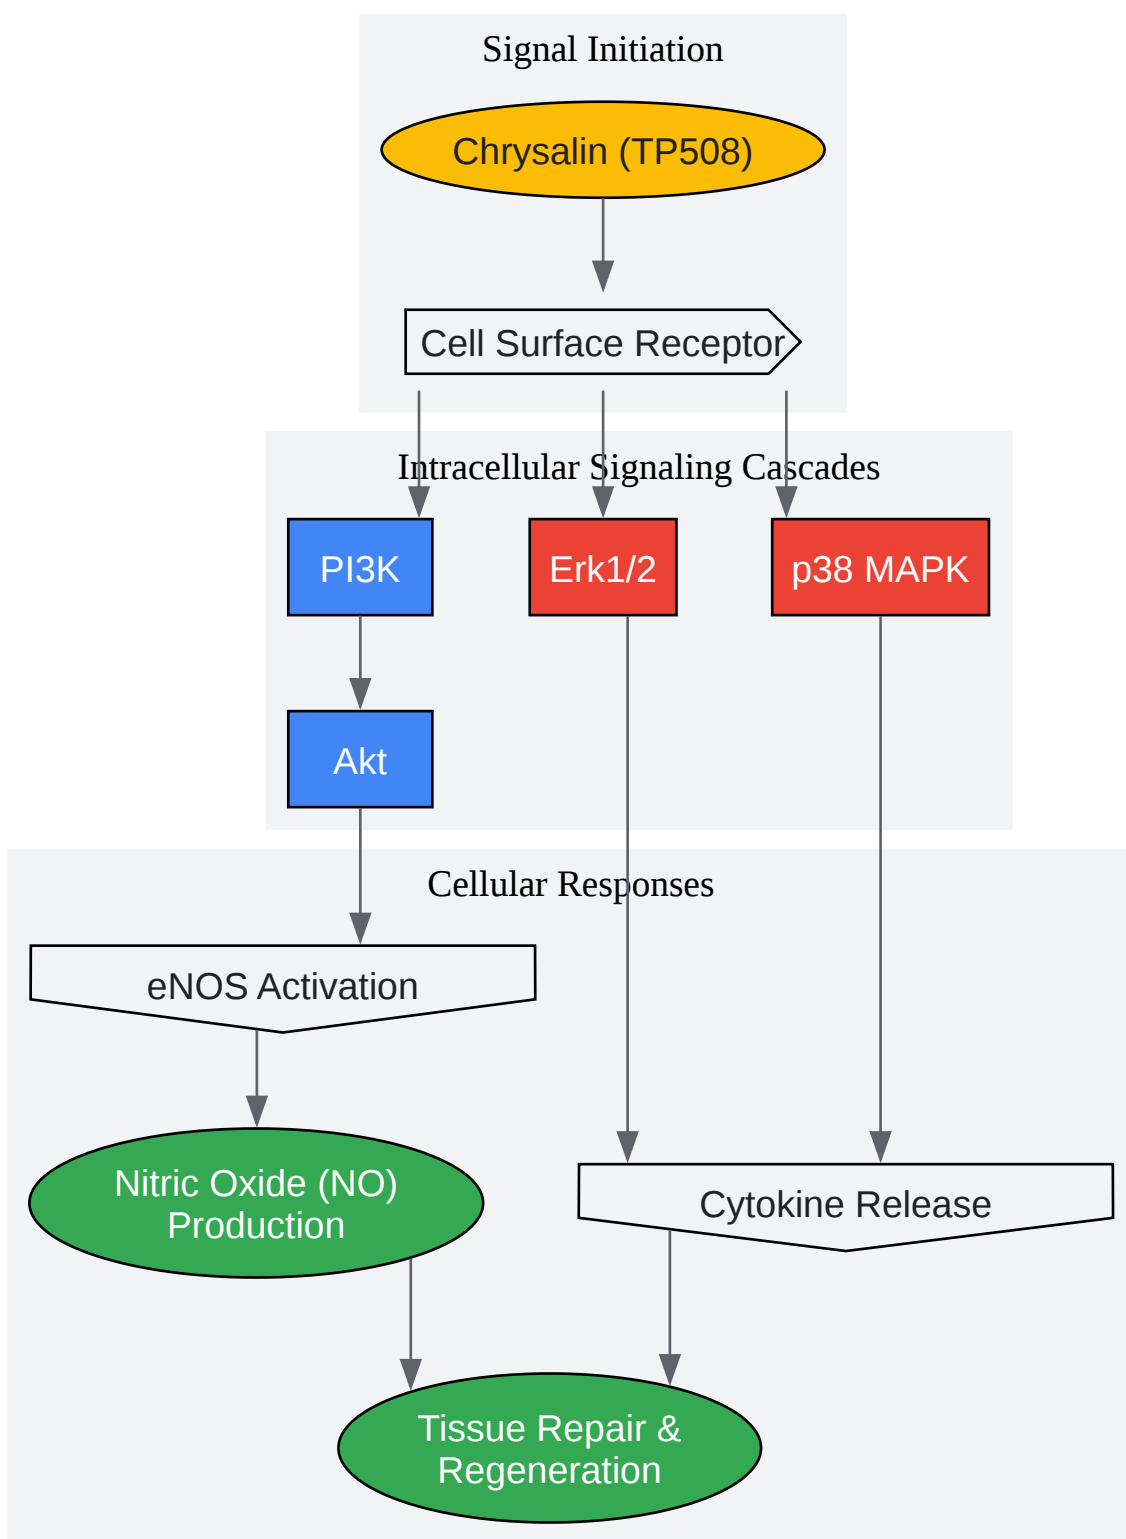 Signal Initiation
Chrysalin (TP508)
Cell Surface Receptor
Intracellular Signaling Cascades
PI3K
Erk1/2
p38 MAPK
Akt
Cellular Responses
eNOS Activation
Nitric Oxide (NO)
Production
Cytokine Release
Tissue Repair &
Regeneration